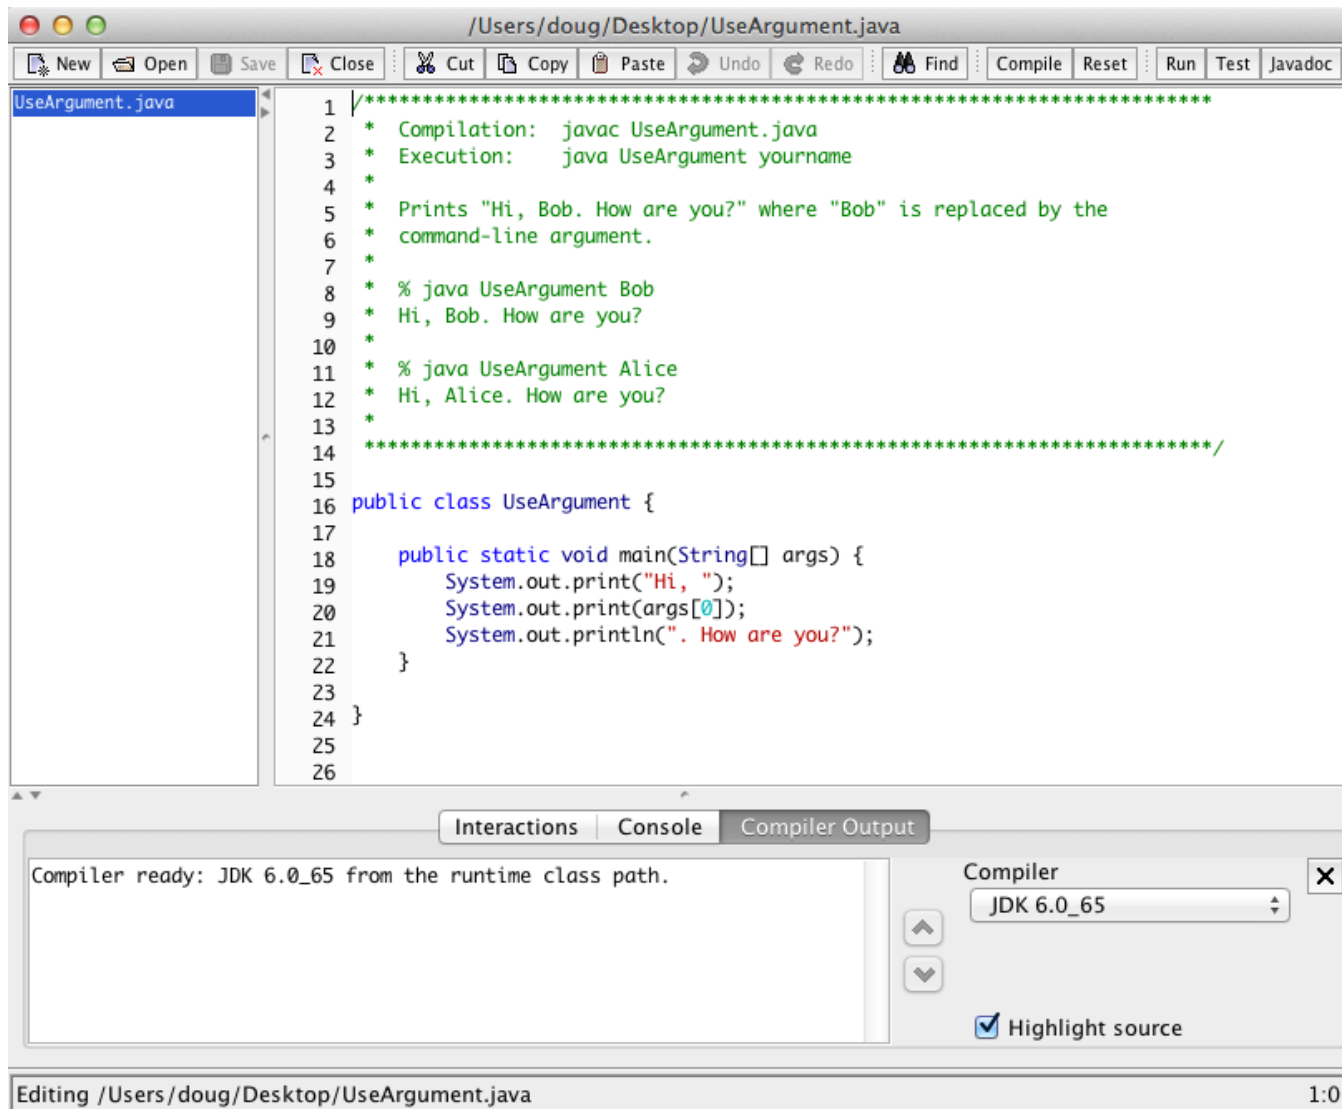 /Users/doug/Desktop/UseArgument.java
New Open Save Close Cut Copy Paste Undo Redo Find Compile Reset Run Test Javadoc
UseArgument.java
1 /*************************************************************************
2  *  Compilation:  javac UseArgument.java
3  *  Execution:    java UseArgument yourname
4  *
5  *  Prints "Hi, Bob. How are you?" where "Bob" is replaced by the
6  *  command-line argument.
7  *
8  *  % java UseArgument Bob
9  *  Hi, Bob. How are you?
10  *
11  *  % java UseArgument Alice
12  *  Hi, Alice. How are you?
13  *
14  *************************************************************************/
15
16 public class UseArgument {
17
18     public static void main(String[] args) {
19         System.out.print("Hi, ");
20         System.out.print(args[0]);
21         System.out.println(". How are you?");
22     }
23
24 }
25
26
Interactions Console Compiler Output
Compiler ready: JDK 6.0_65 from the runtime class path.
Compiler
JDK 6.0_65
Highlight source
Editing /Users/doug/Desktop/UseArgument.java 1:0